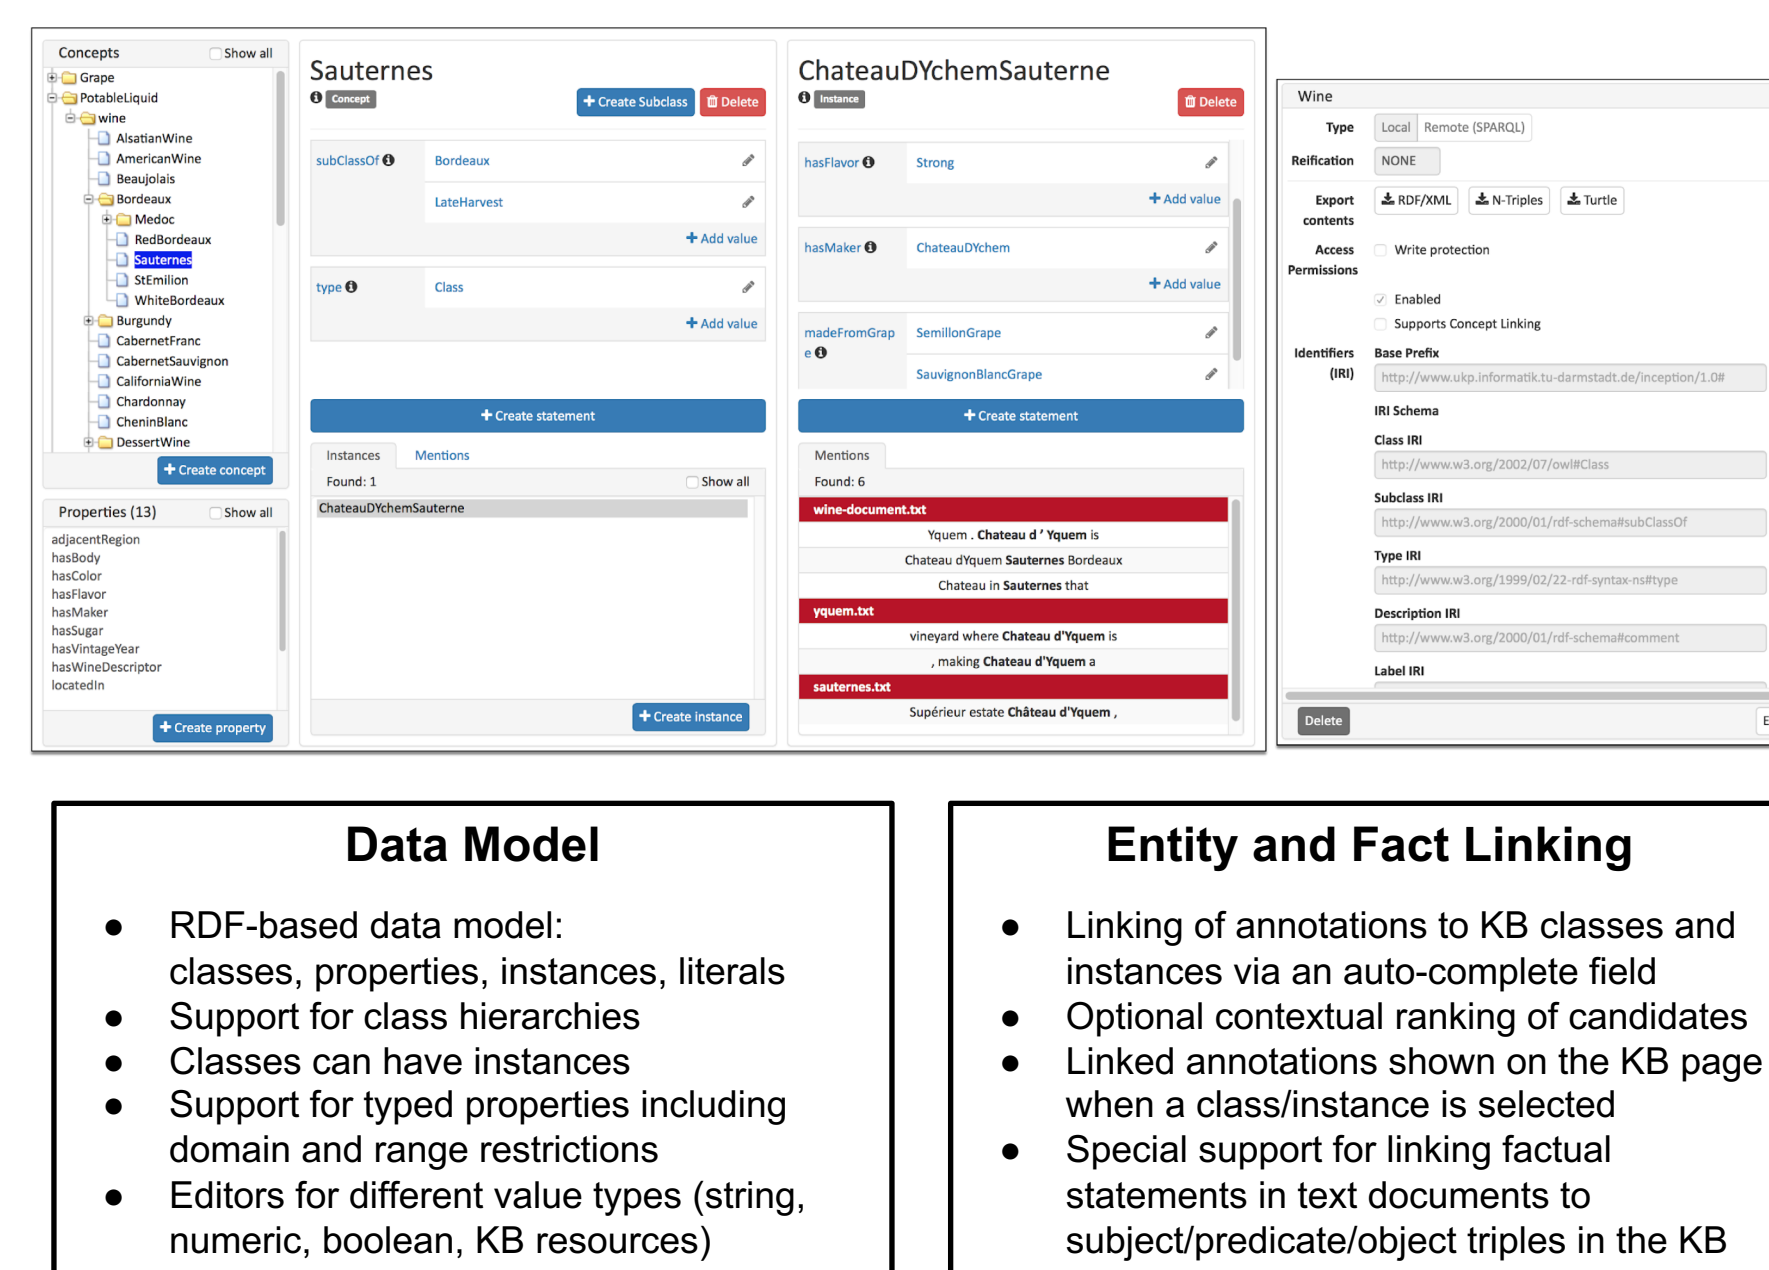 Concepts
Show all
Grape
PotableLiquid
wine
AlsatianWine
AmericanWine
Beaujolais
Bordeaux
Medoc
RedBordeaux
Sauternes
StEmilion
WhiteBordeaux
Burgundy
CabernetFranc
CabernetSauvignon
CaliforniaWine
Chardonnay
CheninBlanc
DessertWine
Create concept
Properties (13)
Show all
adjacentRegion
hasBody
hasColor
hasFlavor
hasMaker
hasSugar
hasVintageYear
hasWineDescriptor
locatedIn
Create property
Sauternes
Concept
Create Subclass
Delete
subClassOf
Bordeaux
LateHarvest
Add value
type
Class
Add value
Create statement
Instances
Mentions
Found: 1
Show all
ChateauDYchemSauterne
Create instance
ChateauDYchemSauterne
Instance
Delete
hasFlavor
Strong
Add value
hasMaker
ChateauDYchem
Add value
madeFromGrap
e
SemillonGrape
SauvignonBlancGrape
Create statement
Mentions
Found: 6
wine-document.txt
Yquem . Chateau d ’ Yquem is
Chateau dYquem Sauternes Bordeaux
Chateau in Sauternes that
yquem.txt
vineyard where Chateau d'Yquem is
, making Chateau d'Yquem a
sauternes.txt
Supérieur estate Château d'Yquem ,
Wine
Type
Local
Remote (SPARQL)
Reification
NONE
Export
contents
RDF/XML
N-Triples
Turtle
Access
Permissions
Write protection
Enabled
Supports Concept Linking
Identifiers
(IRI)
Base Prefix
http://www.ukp.informatik.tu-darmstadt.de/inception/1.0#
IRI Schema
Class IRI
http://www.w3.org/2002/07/owl#Class
Subclass IRI
http://www.w3.org/2000/01/rdf-schema#subClassOf
Type IRI
http://www.w3.org/1999/02/22-rdf-syntax-ns#type
Description IRI
http://www.w3.org/2000/01/rdf-schema#comment
Label IRI
Delete
Data Model
● RDF-based data model:
classes, properties, instances, literals
● Support for class hierarchies
● Classes can have instances
● Support for typed properties including
domain and range restrictions
● Editors for different value types (string,
numeric, boolean, KB resources)
Entity and Fact Linking
● Linking of annotations to KB classes and
instances via an auto-complete field
● Optional contextual ranking of candidates
● Linked annotations shown on the KB page
when a class/instance is selected
● Special support for linking factual
statements in text documents to
subject/predicate/object triples in the KB